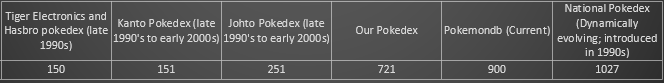 Tiger Electronics and
Hasbro pokedex (late
1990s)
Kanto Pokedex (late
1990's to early 2000s)
Johto Pokedex (late
1990's to early 2000s)
Our Pokedex
Pokemondb (Current)
National Pokedex
(Dynamically
evolving; introduced
in 1990s)
150
151
251
721
900
1027